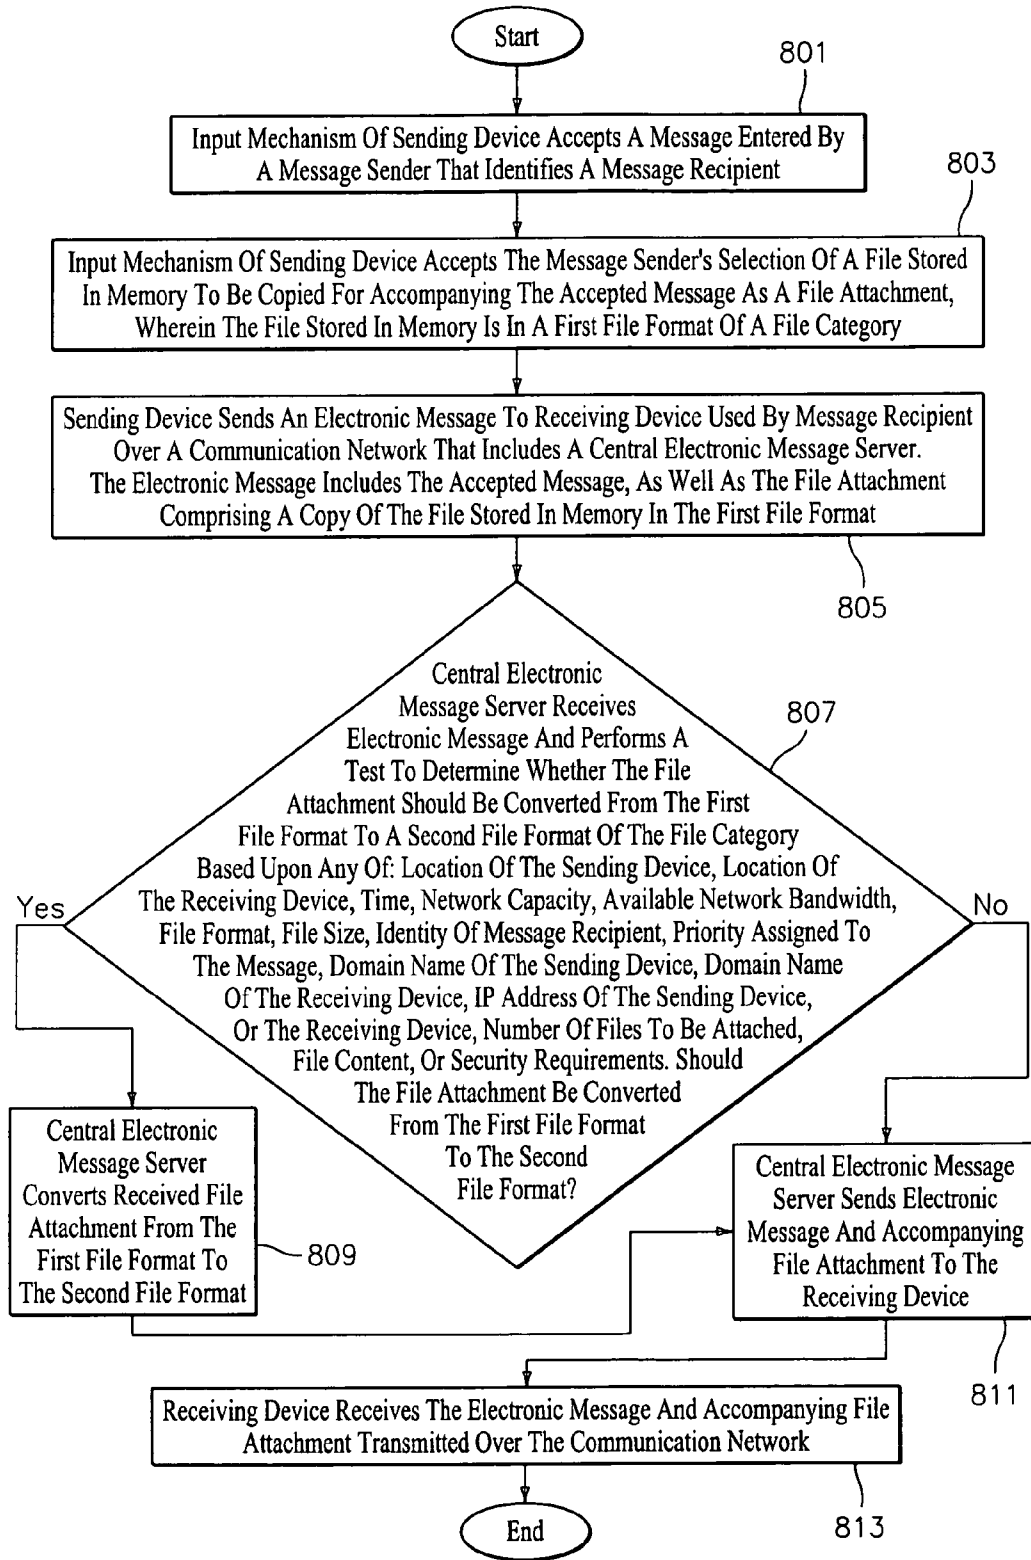 Start
801
Input Mechanism Of Sending Device Accepts A Message Entered By
A Message Sender That Identifies A Message Recipient
803
Input Mechanism Of Sending Device Accepts The Message Sender's Selection Of A File Stored
In Memory To Be Copied For Accompanying The Accepted Message As A File Attachment,
Wherein The File Stored In Memory Is In A First File Format Of A File Category
Sending Device Sends An Electronic Message To Receiving Device Used By Message Recipient
Over A Communication Network That Includes A Central Electronic Message Server.
The Electronic Message Includes The Accepted Message, As Well As The File Attachment
Comprising A Copy Of The File Stored In Memory In The First File Format
805
Central Electronic
Message Server Receives
Electronic Message And Performs A
Test To Determine Whether The File
Attachment Should Be Converted From The First
File Format To A Second File Format Of The File Category
Based Upon Any Of: Location Of The Sending Device, Location Of
The Receiving Device, Time, Network Capacity, Available Network Bandwidth,
File Format, File Size, Identity Of Message Recipient, Priority Assigned To
The Message, Domain Name Of The Sending Device, Domain Name
Of The Receiving Device, IP Address Of The Sending Device,
Or The Receiving Device, Number Of Files To Be Attached,
File Content, Or Security Requirements. Should
The File Attachment Be Converted
From The First File Format
To The Second
File Format?
807
Yes
No
Central Electronic
Message Server
Converts Received File
Attachment From The
First File Format To
The Second File Format
809
Central Electronic Message
Server Sends Electronic
Message And Accompanying
File Attachment To The
Receiving Device
811
Receiving Device Receives The Electronic Message And Accompanying File
Attachment Transmitted Over The Communication Network
813
End